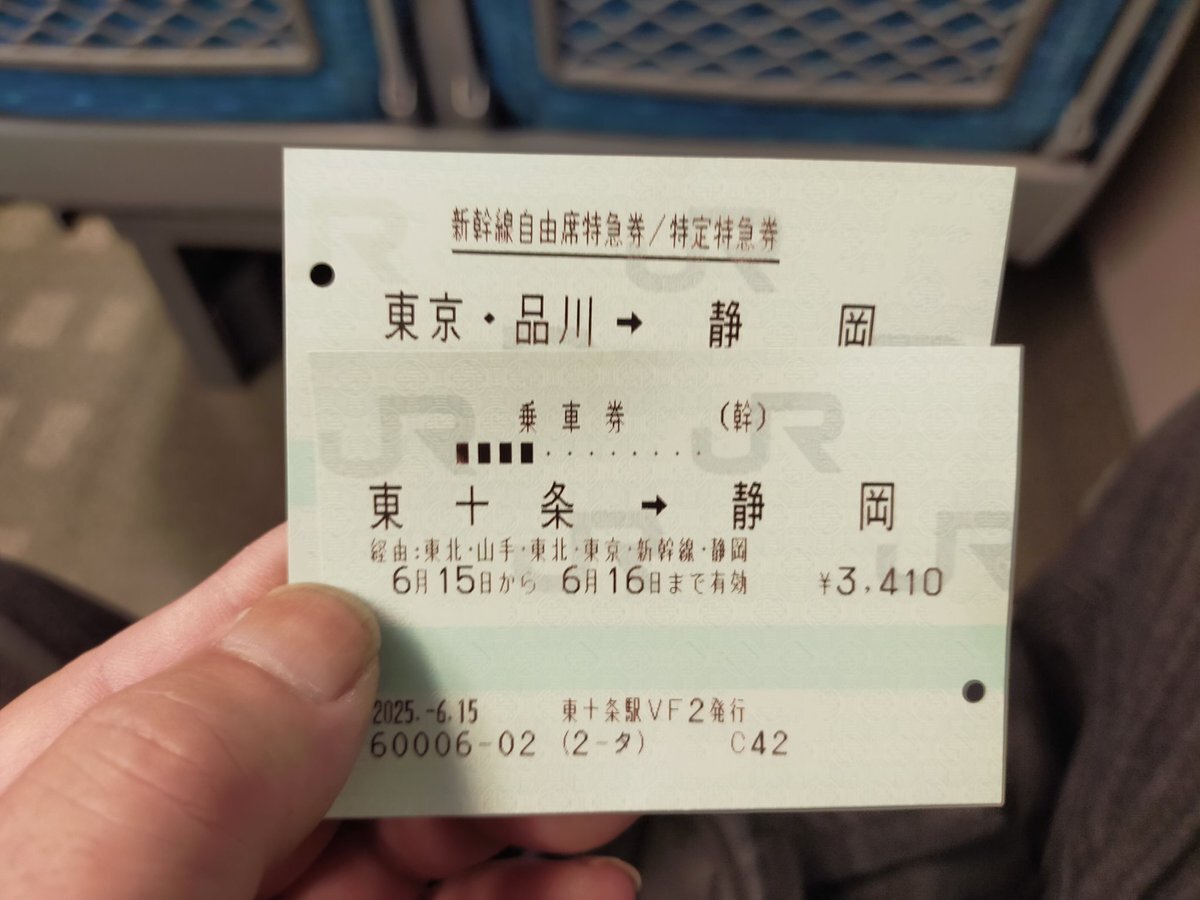 新幹線自由席特急券/特定特急券
東京・品川➡静岡
乗車券 (幹)
■■■■・・・・・・・・
東十条➡静岡
経由:東北・山手・東北・東京・新幹線・静岡
6月15日から 6月16日まで有効 ¥3,410
2025.-6.15 東十条駅VF2発行
60006-02 (2-タ) C42
JR
JR
JR
JR